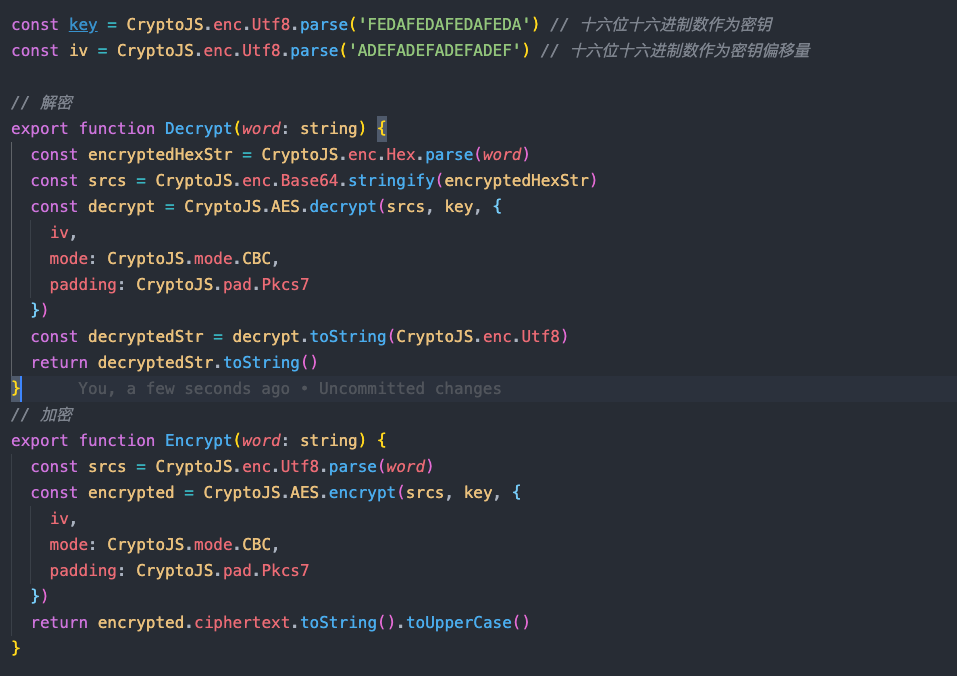 const key = CryptoJS.enc.Utf8.parse('FEDAFEDAFEDAFEDA') // 十六位十六进制数作为密钥
const iv = CryptoJS.enc.Utf8.parse('ADEFADEFADEFADEF') // 十六位十六进制数作为密钥偏移量
// 解密
export function Decrypt(word: string) {
const encryptedHexStr = CryptoJS.enc.Hex.parse(word)
const srcs = CryptoJS.enc.Base64.stringify(encryptedHexStr)
const decrypt = CryptoJS.AES.decrypt(srcs, key, {
iv,
mode: CryptoJS.mode.CBC,
padding: CryptoJS.pad.Pkcs7
})
const decryptedStr = decrypt.toString(CryptoJS.enc.Utf8)
return decryptedStr.toString()
} You, a few seconds ago • Uncommitted changes
// 加密
export function Encrypt(word: string) {
const srcs = CryptoJS.enc.Utf8.parse(word)
const encrypted = CryptoJS.AES.encrypt(srcs, key, {
iv,
mode: CryptoJS.mode.CBC,
padding: CryptoJS.pad.Pkcs7
})
return encrypted.ciphertext.toString().toUpperCase()
}